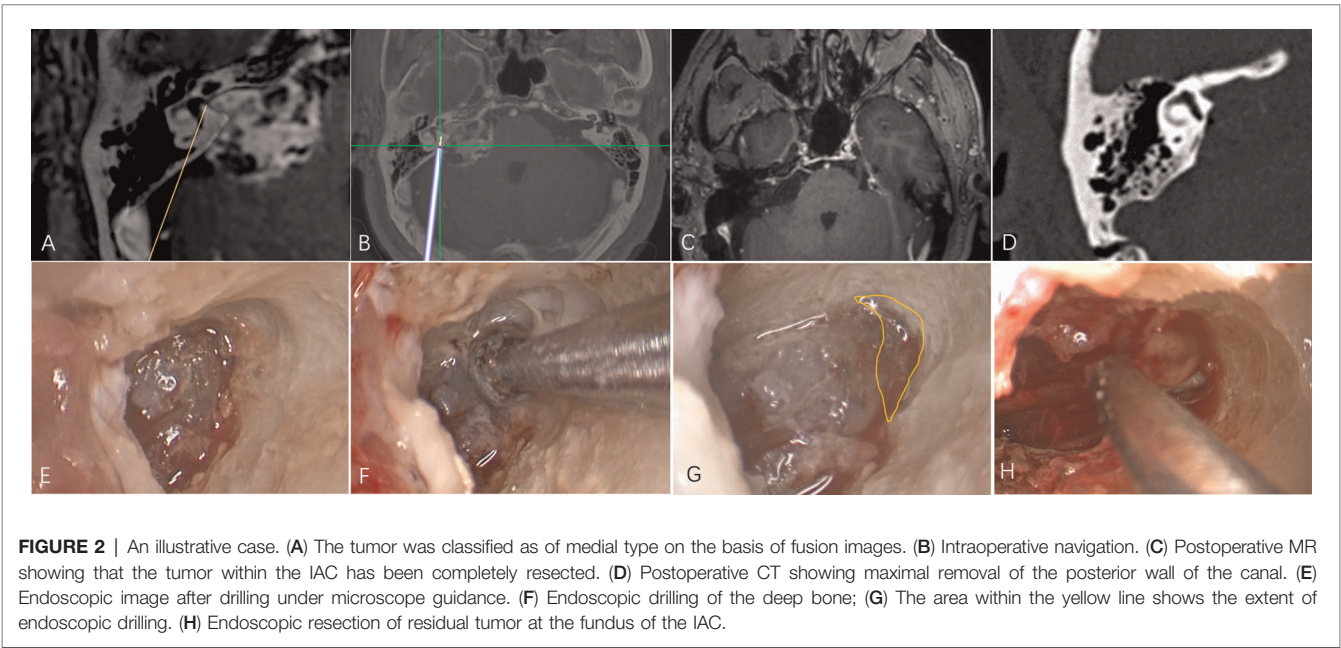 A
B
C
D
E
F
G
H
FIGURE 2 | An illustrative case. (A) The tumor was classified as of medial type on the basis of fusion images. (B) Intraoperative navigation. (C) Postoperative MR
showing that the tumor within the IAC has been completely resected. (D) Postoperative CT showing maximal removal of the posterior wall of the canal. (E)
Endoscopic image after drilling under microscope guidance. (F) Endoscopic drilling of the deep bone; (G) The area within the yellow line shows the extent of
endoscopic drilling. (H) Endoscopic resection of residual tumor at the fundus of the IAC.